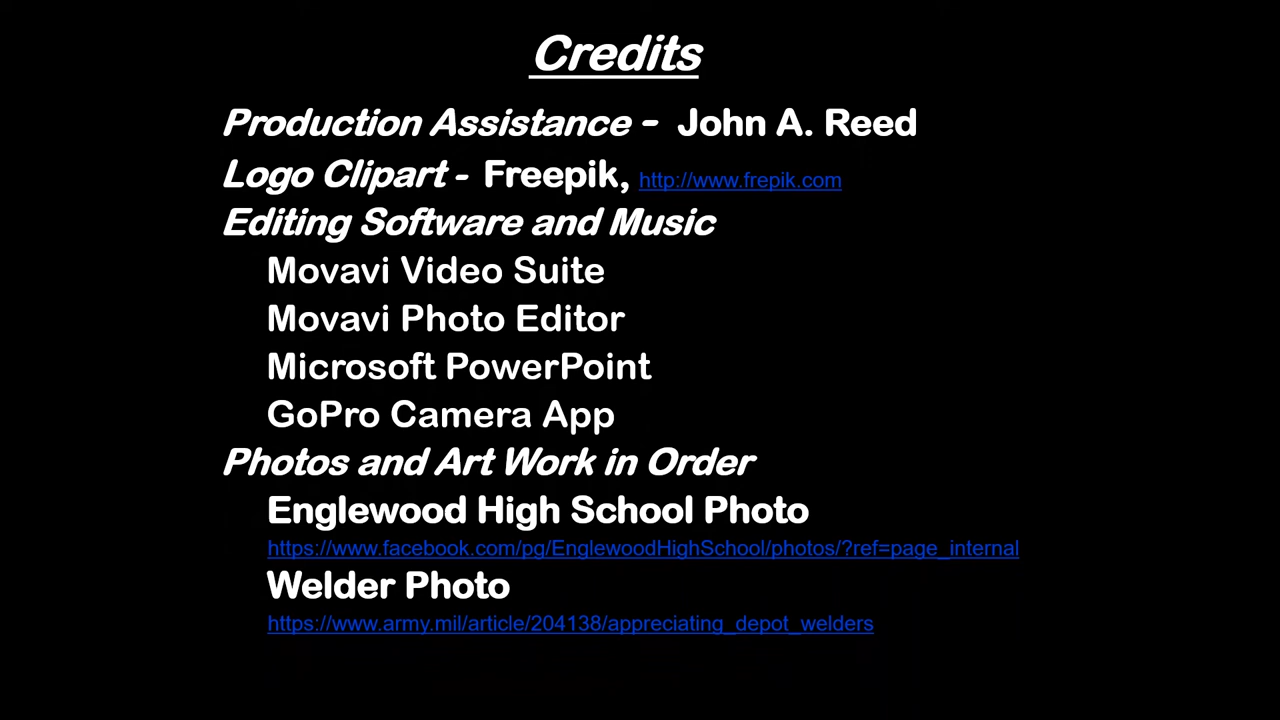 Credits
Production Assistance - John A. Reed
Logo Clipart - Freepik, http://www.frepik.com
Editing Software and Music
Movavi Video Suite
Movavi Photo Editor
Microsoft PowerPoint
GoPro Camera App
Photos and Art Work in Order
Englewood High School Photo
https://www.facebook.com/pg/EnglewoodHighSchool/photos/?ref=page_internal
Welder Photo
https://www.army.mil/article/204138/appreciating_depot_welders